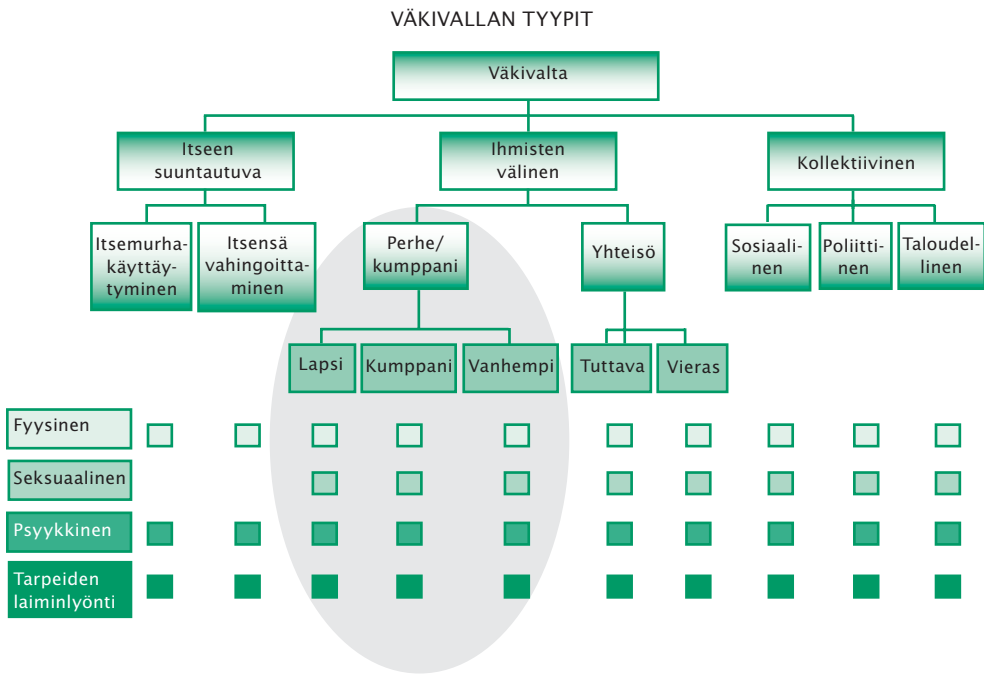 VÄKIVALLAN TYYPIT
Väkivalta
Itseen
suuntautuva
Ihmisten
välinen
Kollektiivinen
Itsemurha-
käyttäy-
tyminen
Itsensä
vahingoitta-
minen
Perhe/
kumppani
Yhteisö
Sosiaali-
nen
Poliitti-
nen
Taloudel-
linen
Lapsi
Kumppani
Vanhempi
Tuttava
Vieras
Fyysinen
Seksuaalinen
Psyykkinen
Tarpeiden
laiminlyönti